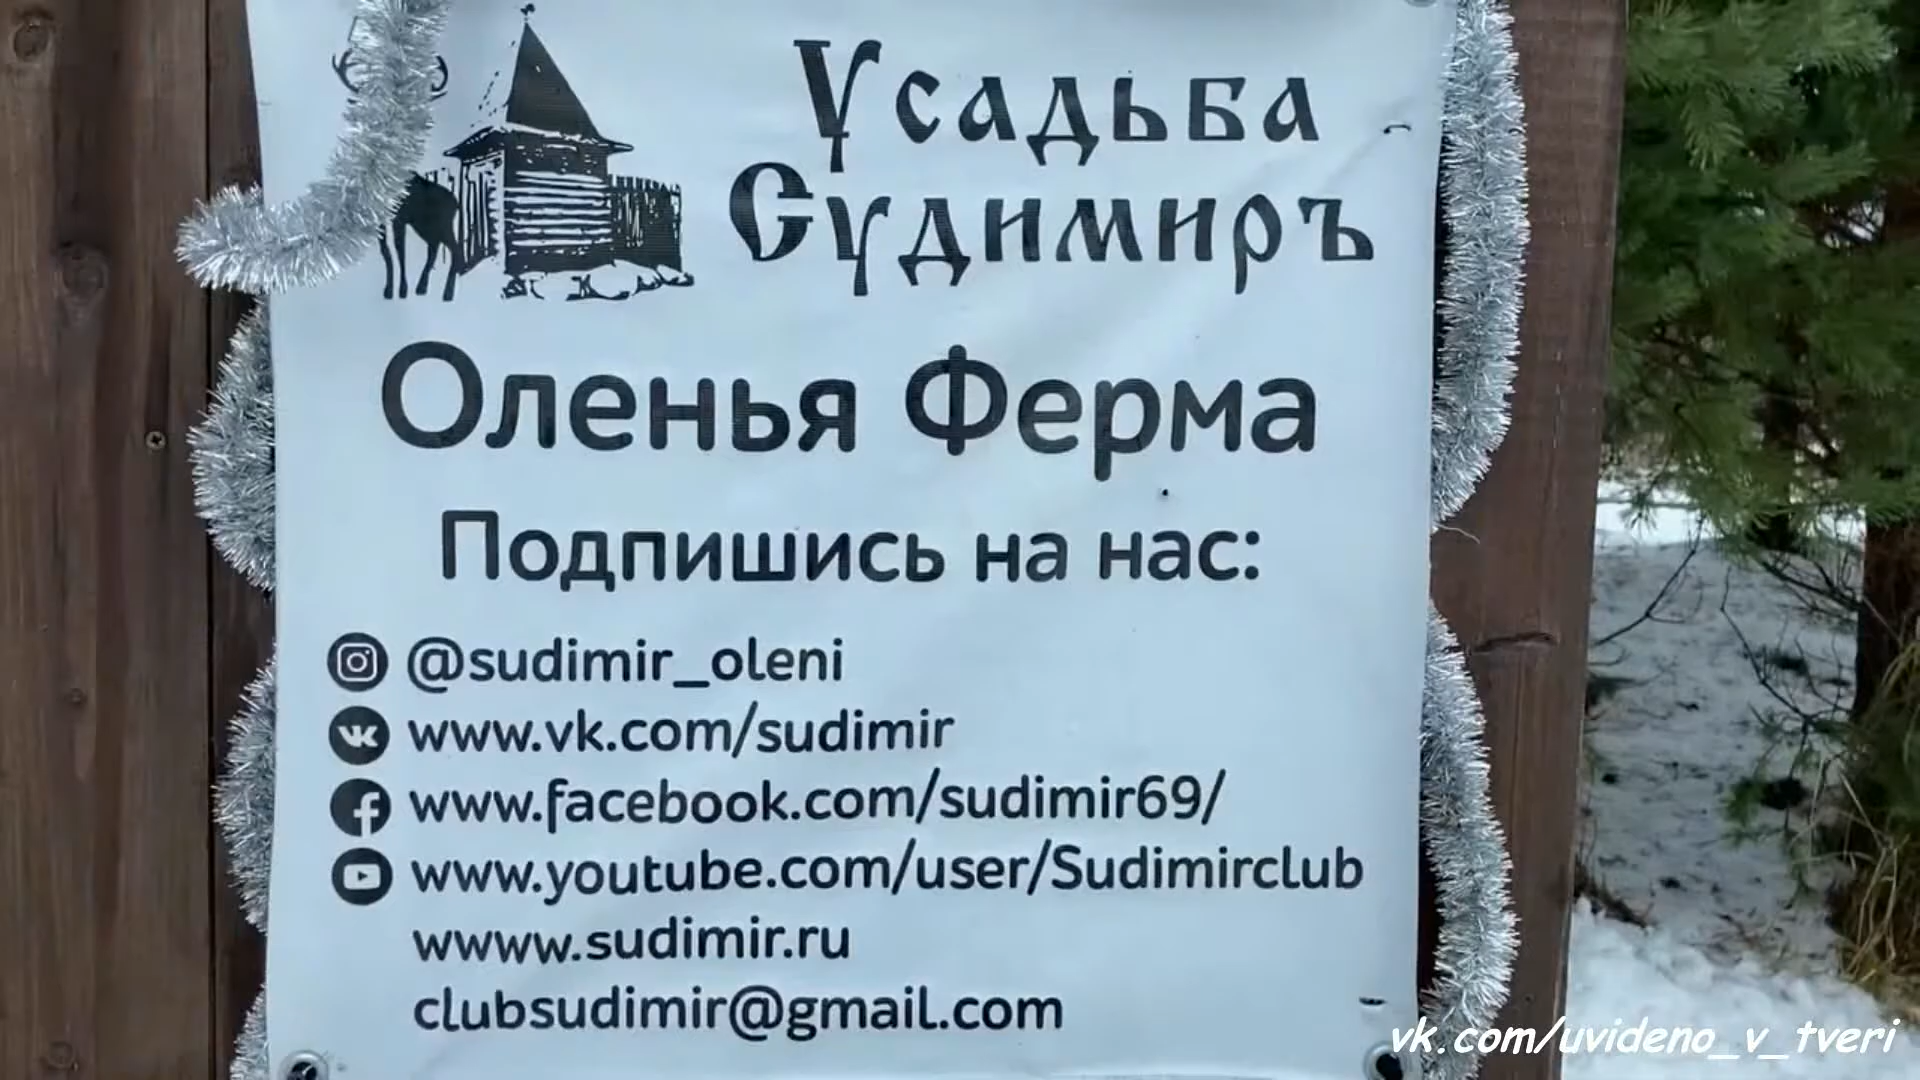 Усадьба
Судимиръ
Оленья Ферма
Подпишись на нас:
@sudimir_oleni
www.vk.com/sudimir
www.facebook.com/sudimir69/
www.youtube.com/user/Sudimirclub
wwww.sudimir.ru
clubsudimir@gmail.com
vk.com/uvideno_v_tveri